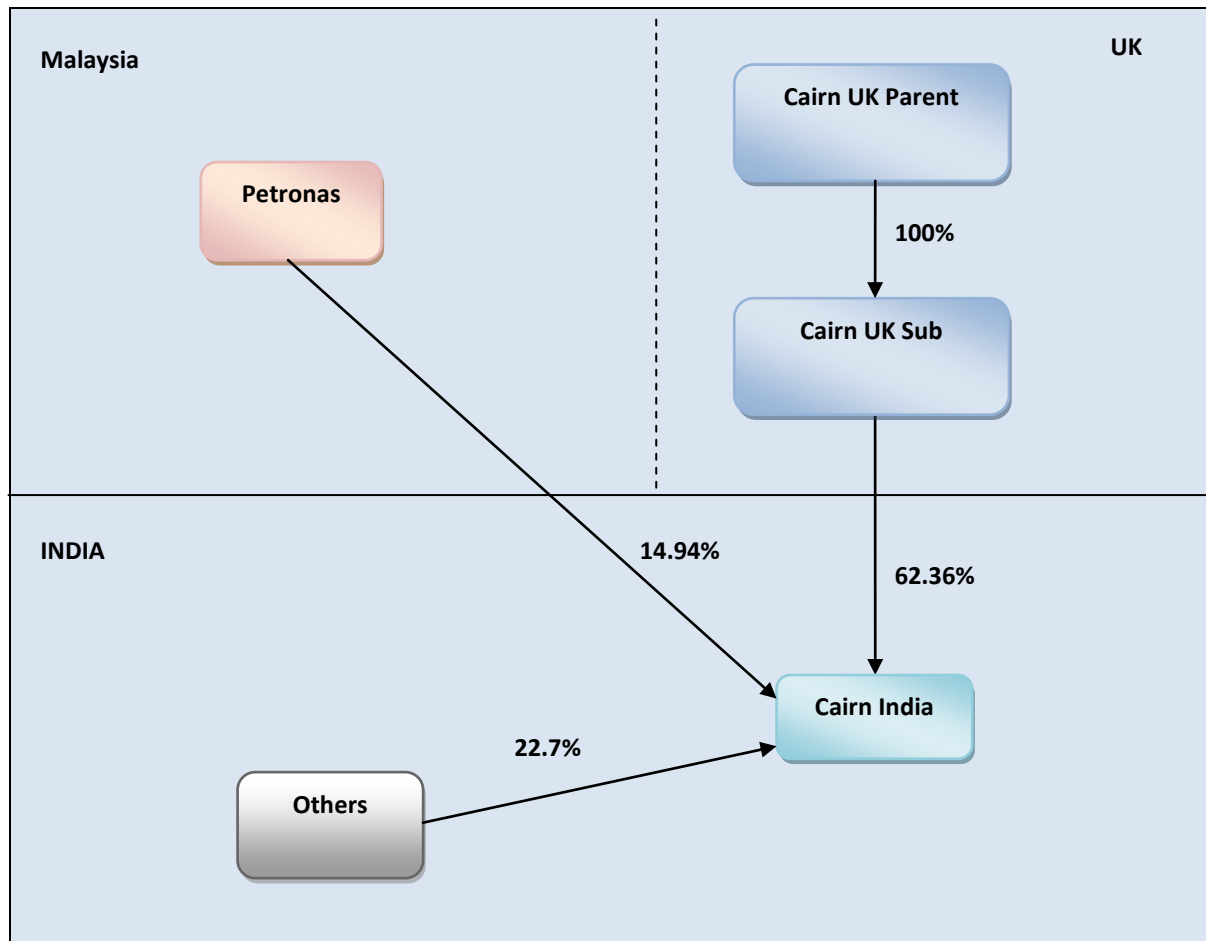 Malaysia
UK
Cairn UK Parent
Petronas
100%
Cairn UK Sub
INDIA
14.94%
62.36%
Cairn India
22.7%
Others